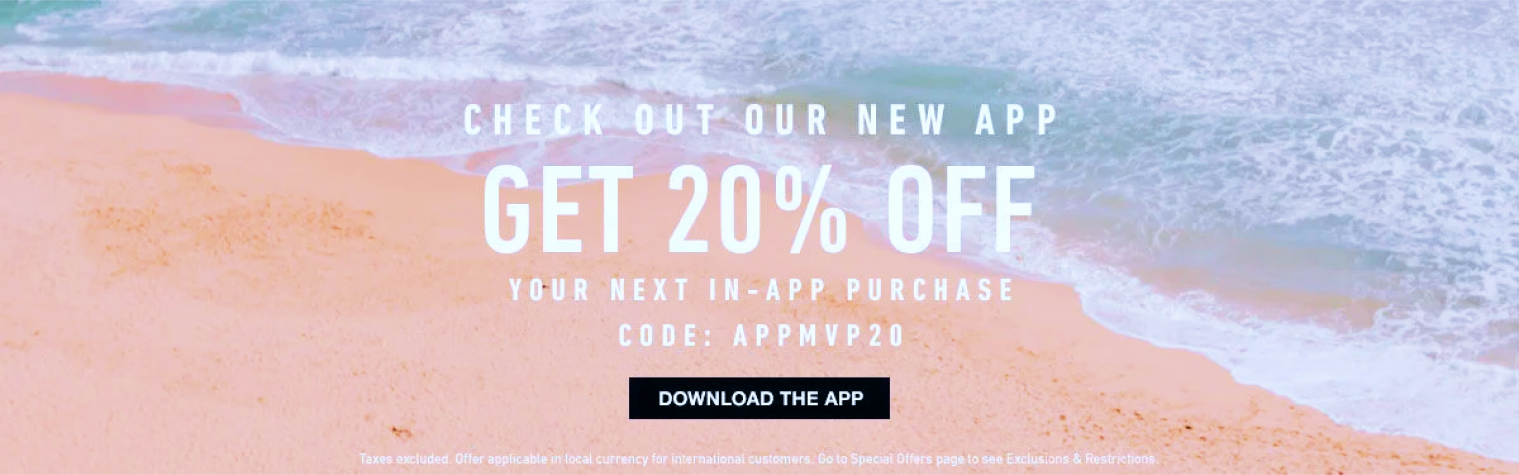 CHECK OUT OUR NEW APP
GET 20% OFF
YOUR NEXT IN-APP PURCHASE
CODE: APPMVP20
DOWNLOAD THE APP
Taxes excluded. Offer applicable in local currency for international customers. Go to Special Offers page to see Exclusions & Restrictions.